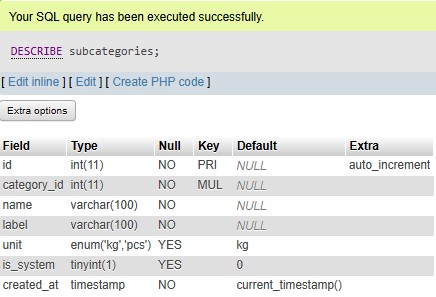 Your SQL query has been executed successfully.
DESCRIBE subcategories;
[ Edit inline ] [ Edit ] [ Create PHP code ]
Extra options
Field Type Null Key Default Extra
id int(11) NO PRI NULL auto_increment
category_id int(11) NO MUL NULL
name varchar(100) NO NULL
label varchar(100) NO NULL
unit enum('kg','pcs') YES kg
is_system tinyint(1) YES 0
created_at timestamp NO current_timestamp()